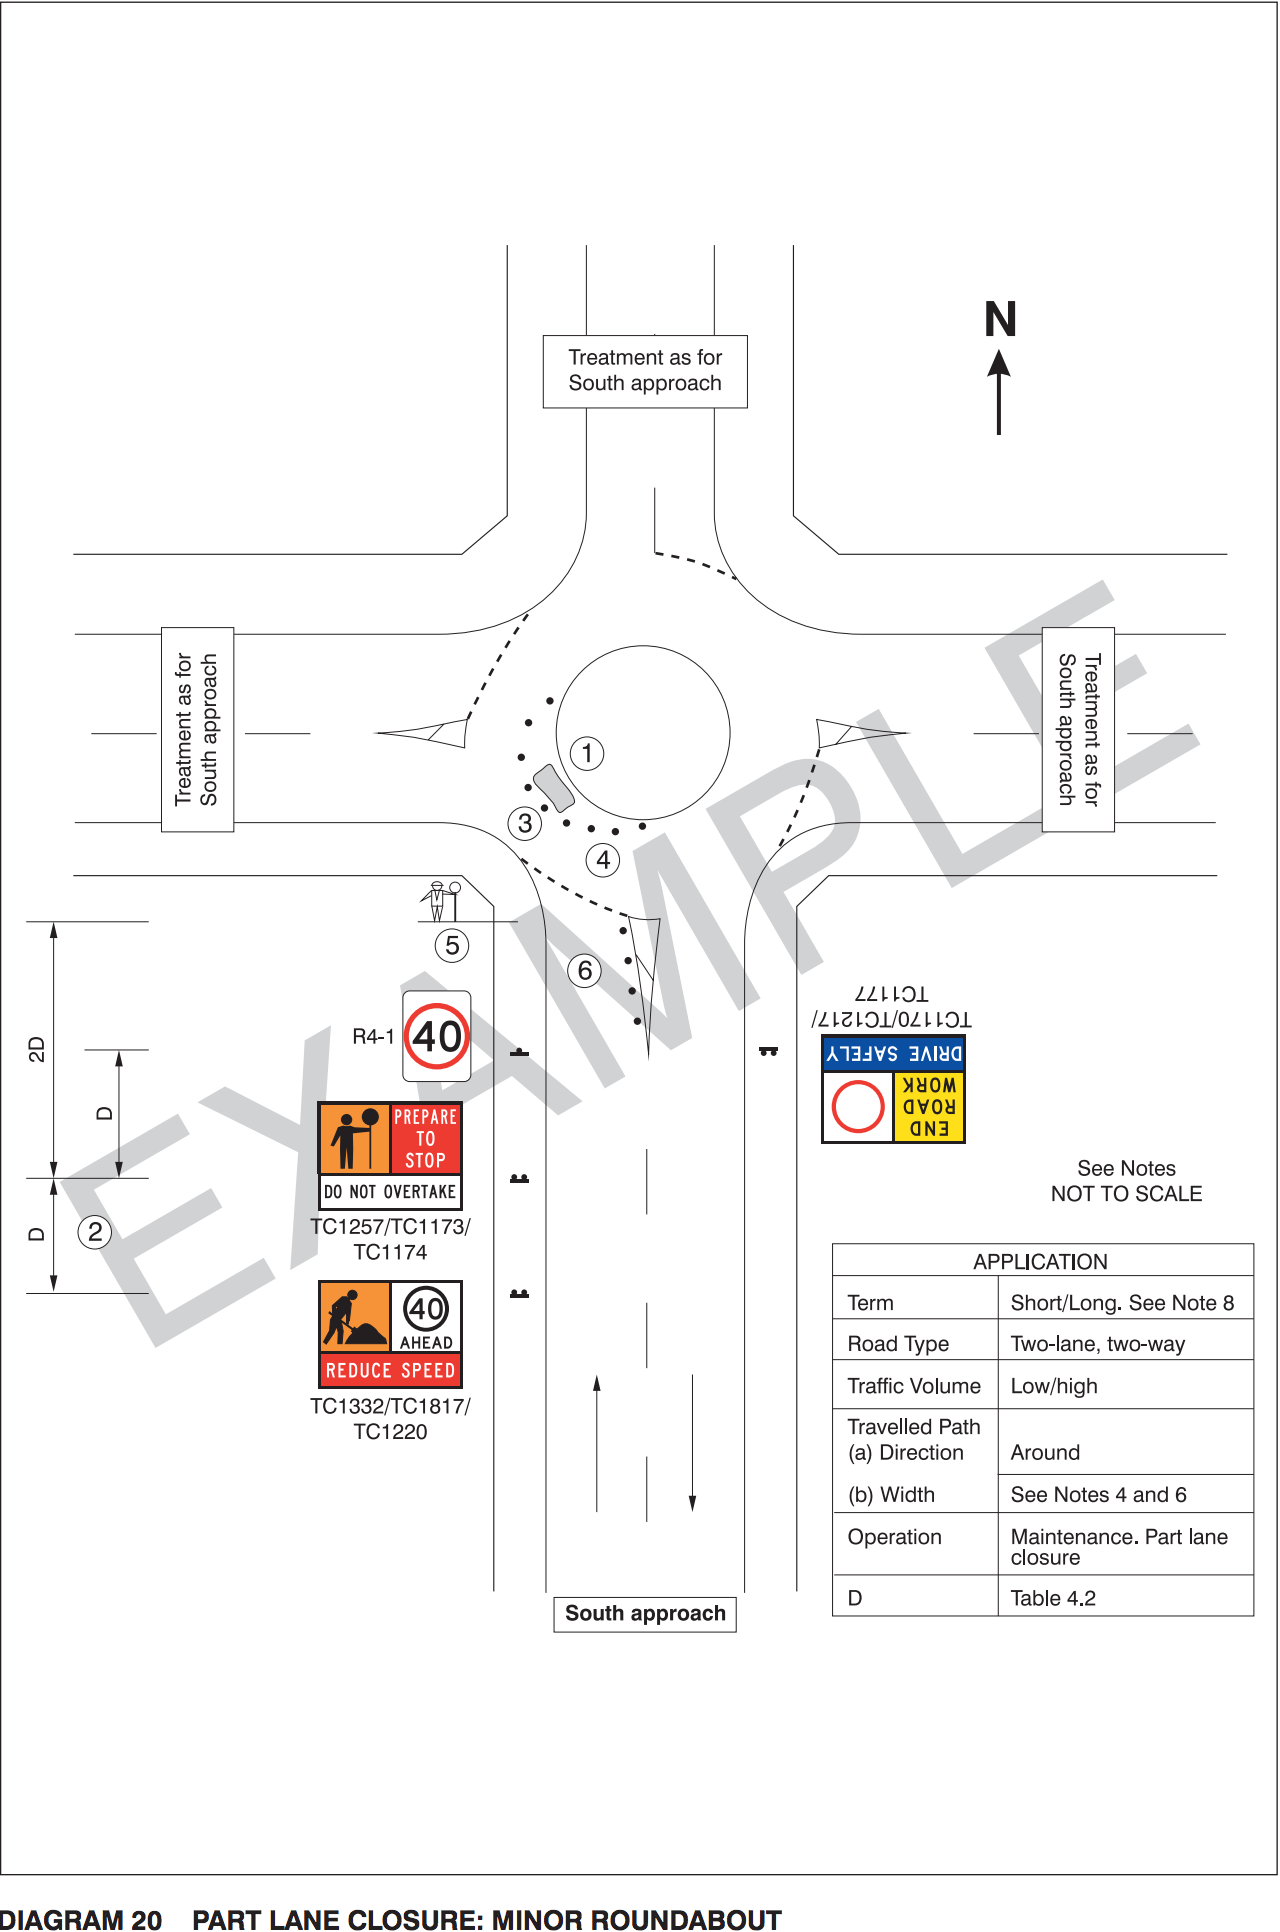 Treatment as for
South approach
N
Treatment as for
South approach
Treatment as for
South approach
EXAMPLE
1
3
4
5
6
2D
D
D
2
R4-1
40
PREPARE
TO
STOP
DO NOT OVERTAKE
TC1257/TC1173/
TC1174
40
AHEAD
REDUCE SPEED
TC1332/TC1817/
TC1220
END
ROAD
WORK
DRIVE SAFELY
TC1170/TC1217/
TC1177
See Notes
NOT TO SCALE
APPLICATION
Term Short/Long. See Note 8
Road Type Two-lane, two-way
Traffic Volume Low/high
Travelled Path
(a) Direction Around
(b) Width See Notes 4 and 6
Operation Maintenance. Part lane
closure
D Table 4.2
South approach
DIAGRAM 20 PART LANE CLOSURE: MINOR ROUNDABOUT